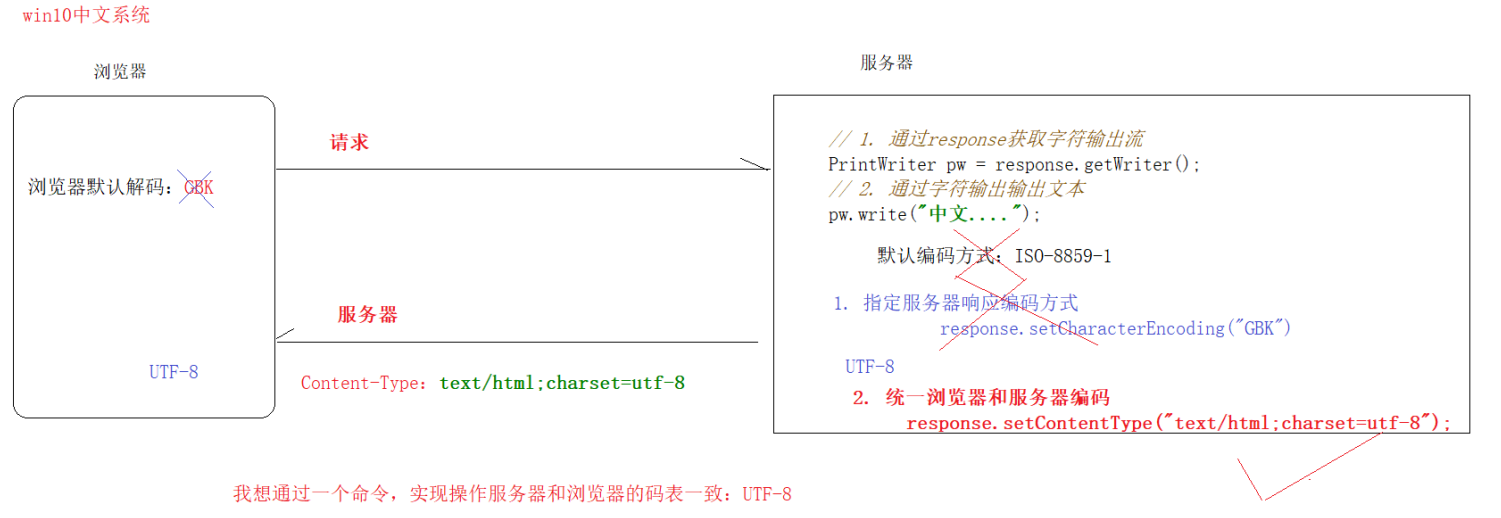 win10中文系统
浏览器
服务器
请求
浏览器默认解码：GBK
// 1. 通过response获取字符输出流
PrintWriter pw = response.getWriter();
// 2. 通过字符输出输出文本
pw.write("中文....");
默认编码方式：ISO-8859-1
1. 指定服务器响应编码方式
response.setCharacterEncoding("GBK")
服务器
UTF-8
Content-Type：text/html;charset=utf-8
UTF-8
2. 统一浏览器和服务器编码
response.setContentType("text/html;charset=utf-8");
我想通过一个命令，实现操作服务器和浏览器的码表一致：UTF-8